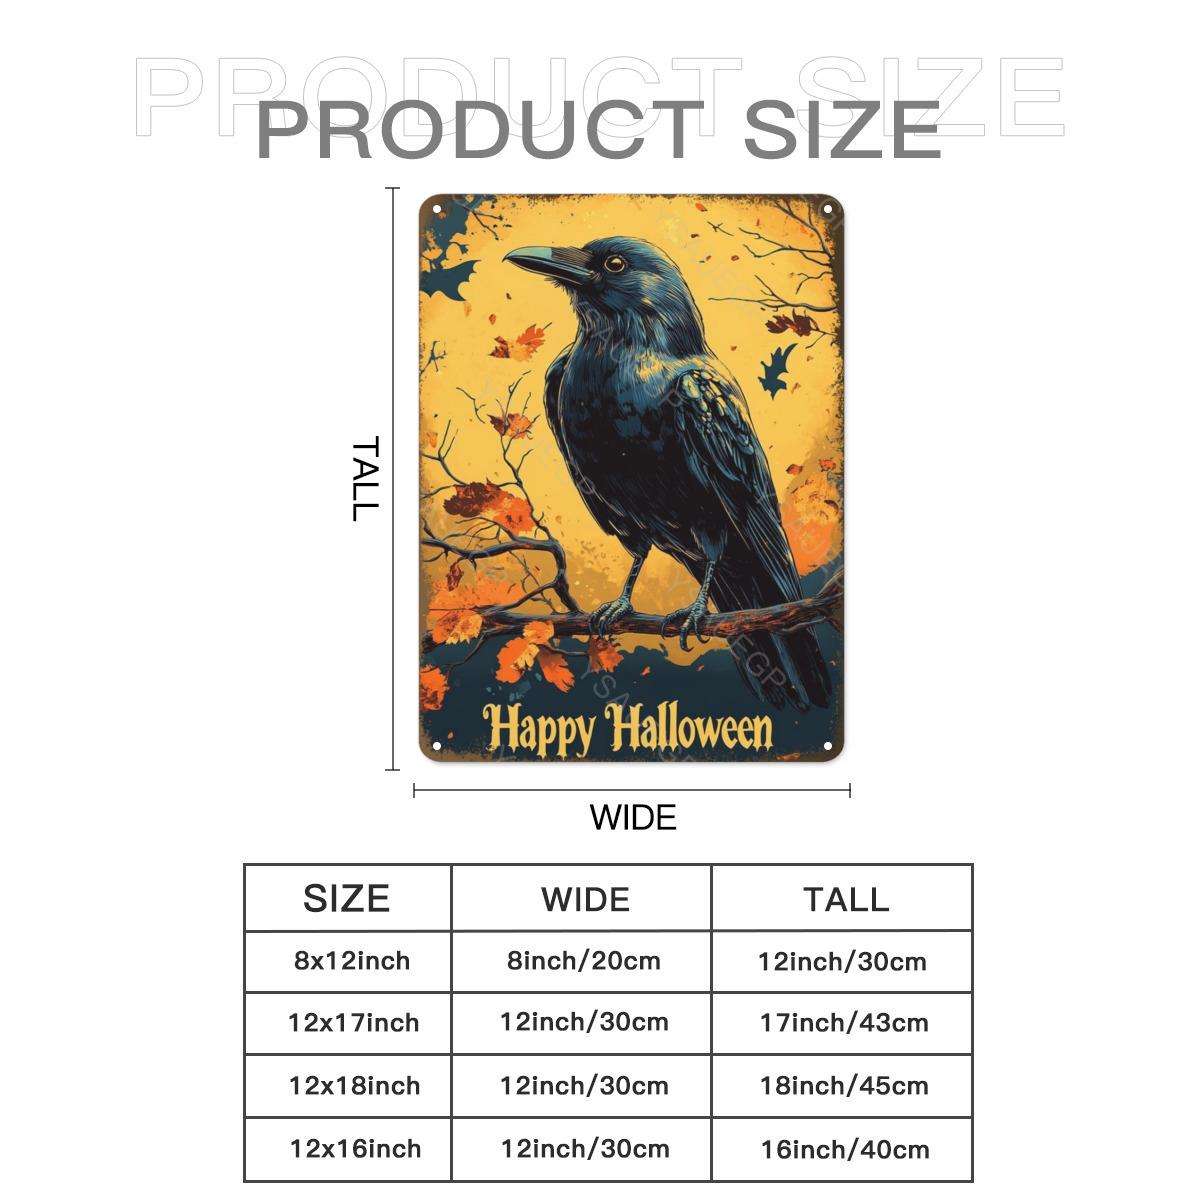 PRODUCT SIZE
PRODUCT SIZE
TALL
Happy Halloween
WIDE
SIZE WIDE TALL
8x12inch 8inch/20cm 12inch/30cm
12x17inch 12inch/30cm 17inch/43cm
12x18inch 12inch/30cm 18inch/45cm
12x16inch 12inch/30cm 16inch/40cm